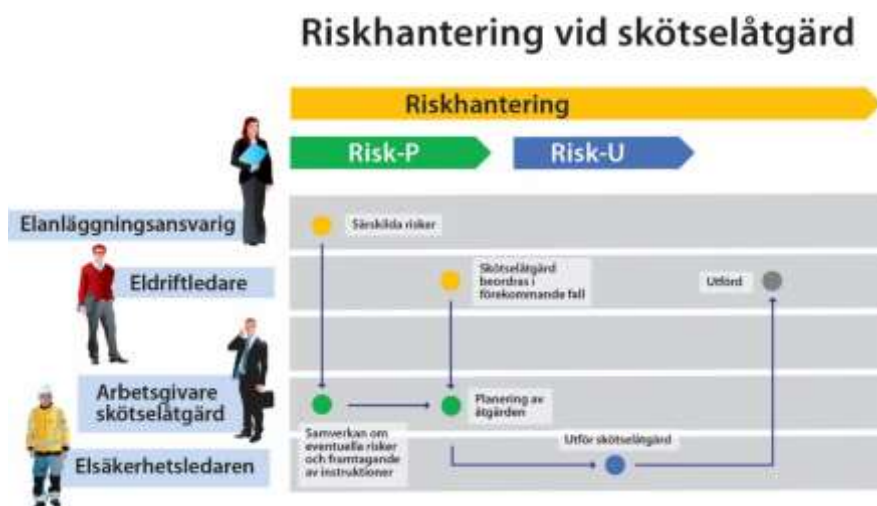 Riskhantering vid skötselåtgärd
Riskhantering
Risk-P
Risk-U
Elanläggningsansvarig
Särskilda risker
Eldriftledare
Skötselåtgärd
beordras i
förekommande fall
Utförd
Arbetsgivare
skötselåtgärd
Planering av
åtgärden
Samverkan om
eventuella risker
och framtagande
av instruktioner
Elsäkerhetsledaren
Utför skötselåtgärd